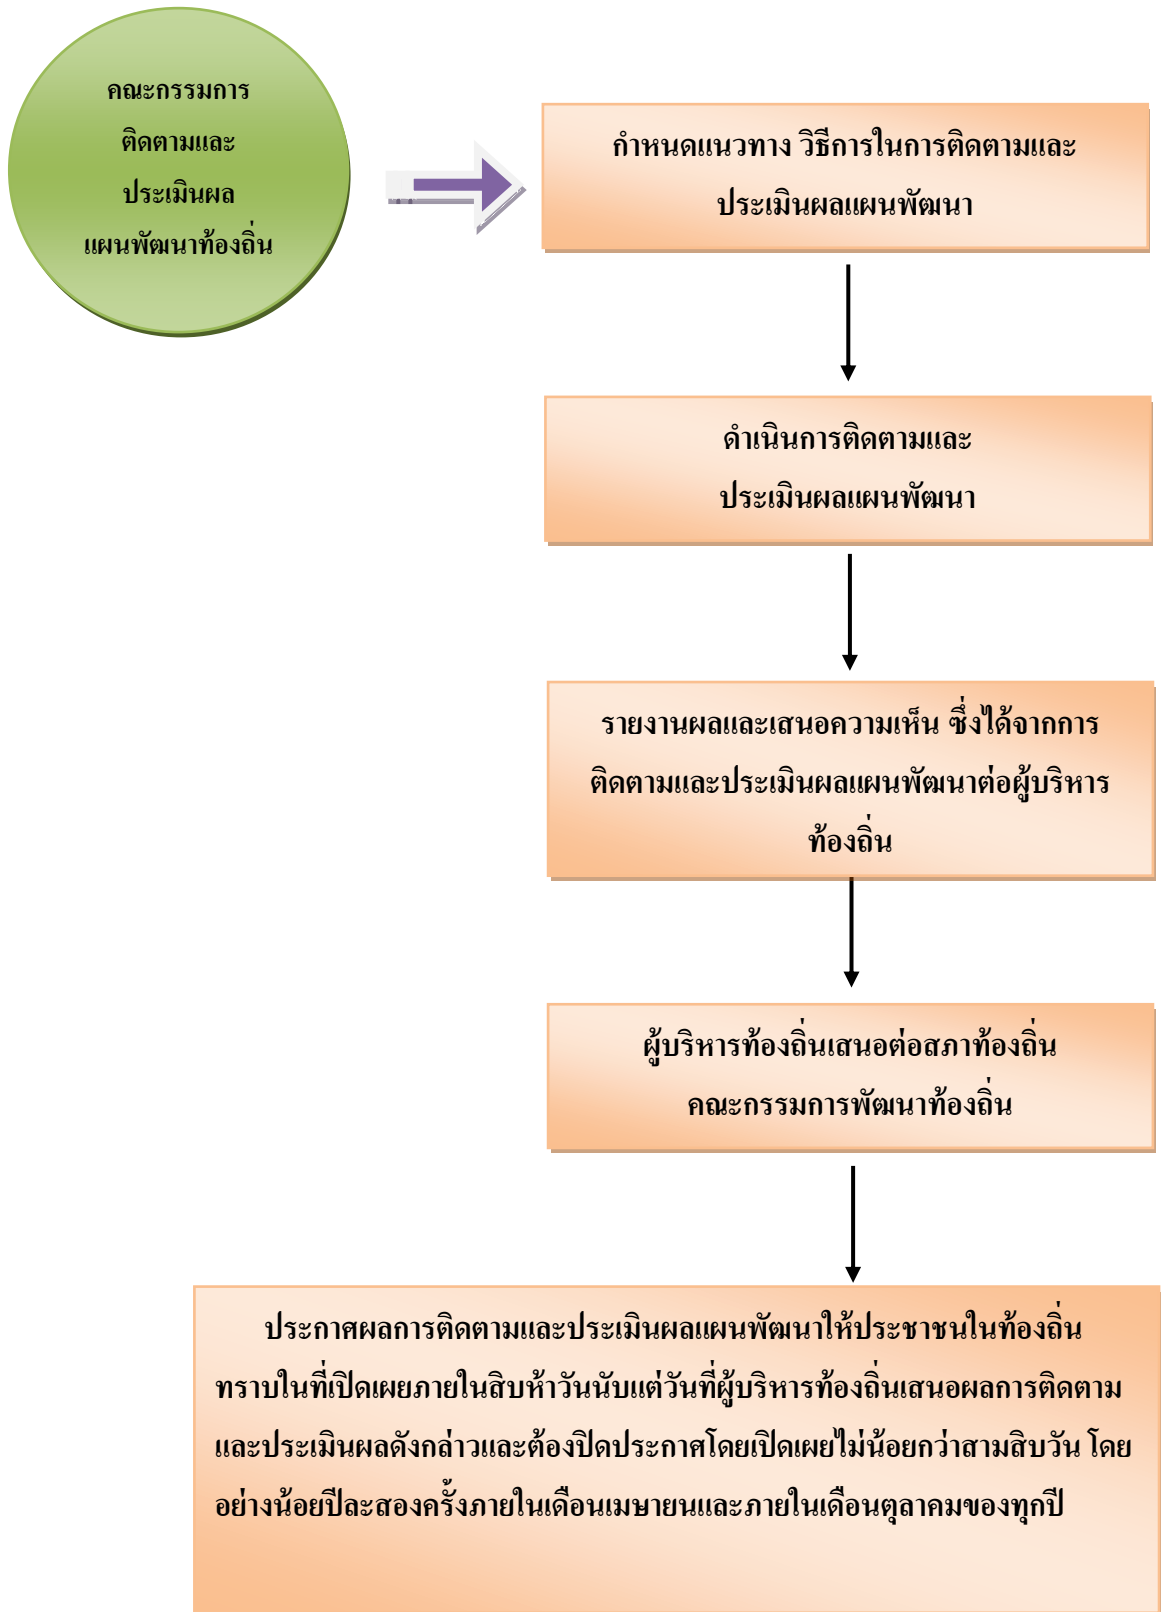 คณะกรรมการ
ติดตามและ
ประเมินผล
แผนพัฒนาท้องถิ่น
กำหนดแนวทาง วิธีการในการติดตามและ
ประเมินผลแผนพัฒนา
ดำเนินการติดตามและ
ประเมินผลแผนพัฒนา
รายงานผลและเสนอความเห็น ซึ่งได้จากการ
ติดตามและประเมินผลแผนพัฒนาต่อผู้บริหาร
ท้องถิ่น
ผู้บริหารท้องถิ่นเสนอต่อสภาท้องถิ่น
คณะกรรมการพัฒนาท้องถิ่น
ประกาศผลการติดตามและประเมินผลแผนพัฒนาให้ประชาชนในท้องถิ่น
ทราบในที่เปิดเผยภายในสิบห้าวันนับแต่วันที่ผู้บริหารท้องถิ่นเสนอผลการติดตาม
และประเมินผลดังกล่าวและต้องปิดประกาศโดยเปิดเผยไม่น้อยกว่าสามสิบวัน โดย
อย่างน้อยปีละสองครั้งภายในเดือนเมษายนและภายในเดือนตุลาคมของทุกปี